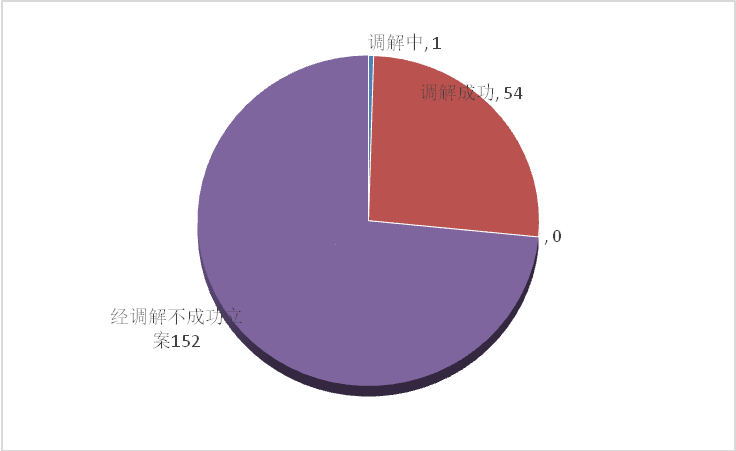 调解中, 1
调解成功, 54
, 0
经调解不成功立
案152